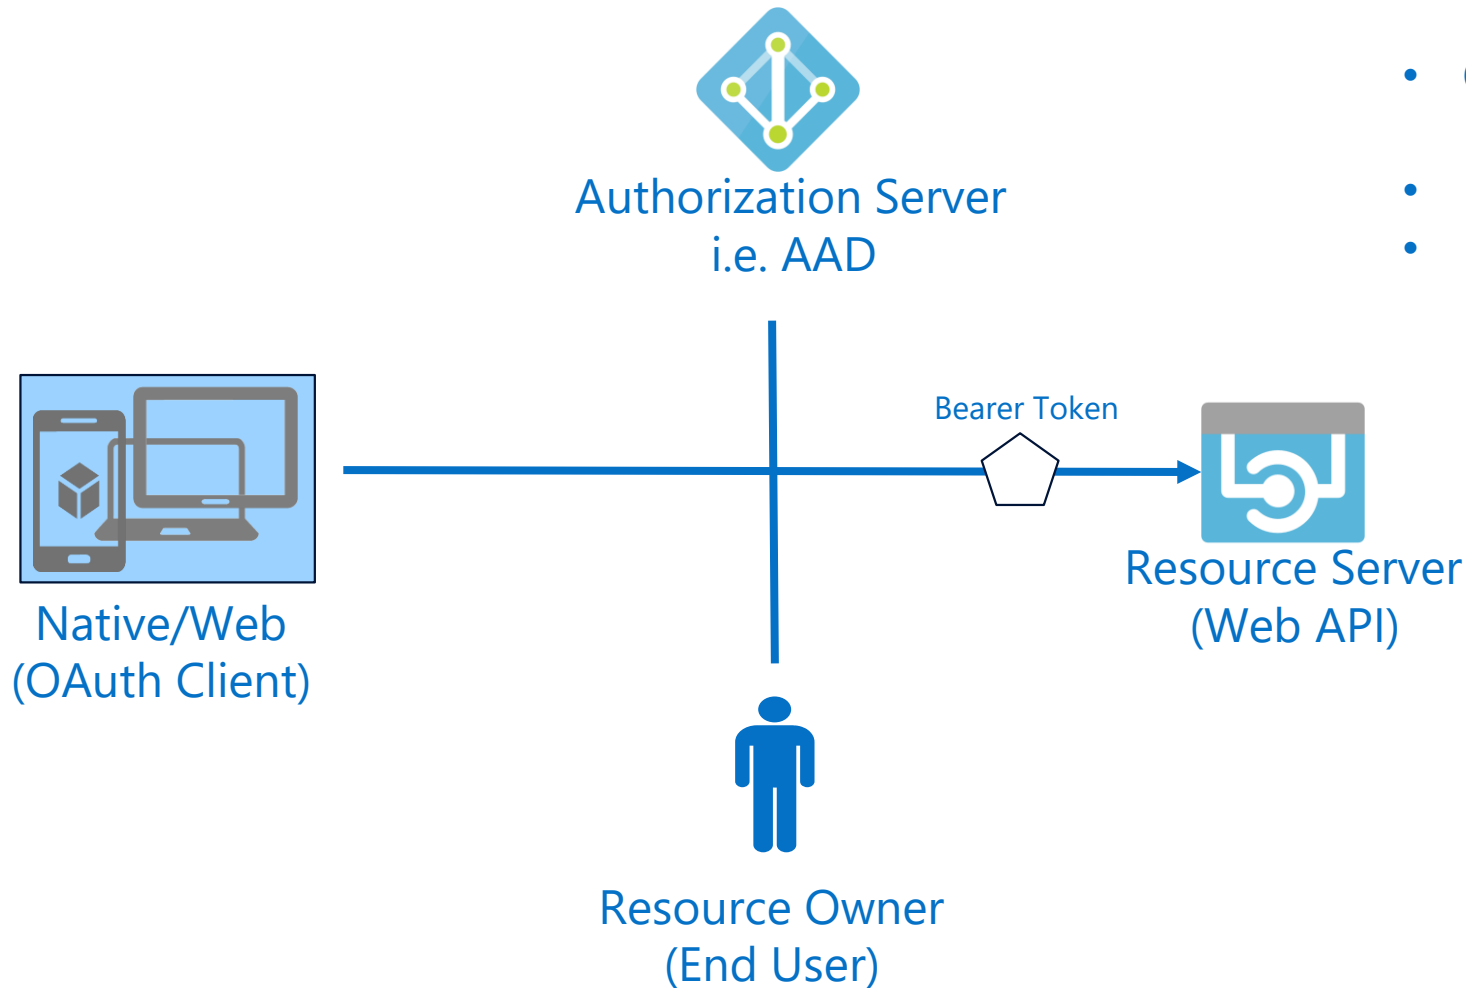 Authorization Server
i.e. AAD
•
•
•
Bearer Token
Native/Web
(OAuth Client)
Resource Server
(Web API)
Resource Owner
(End User)